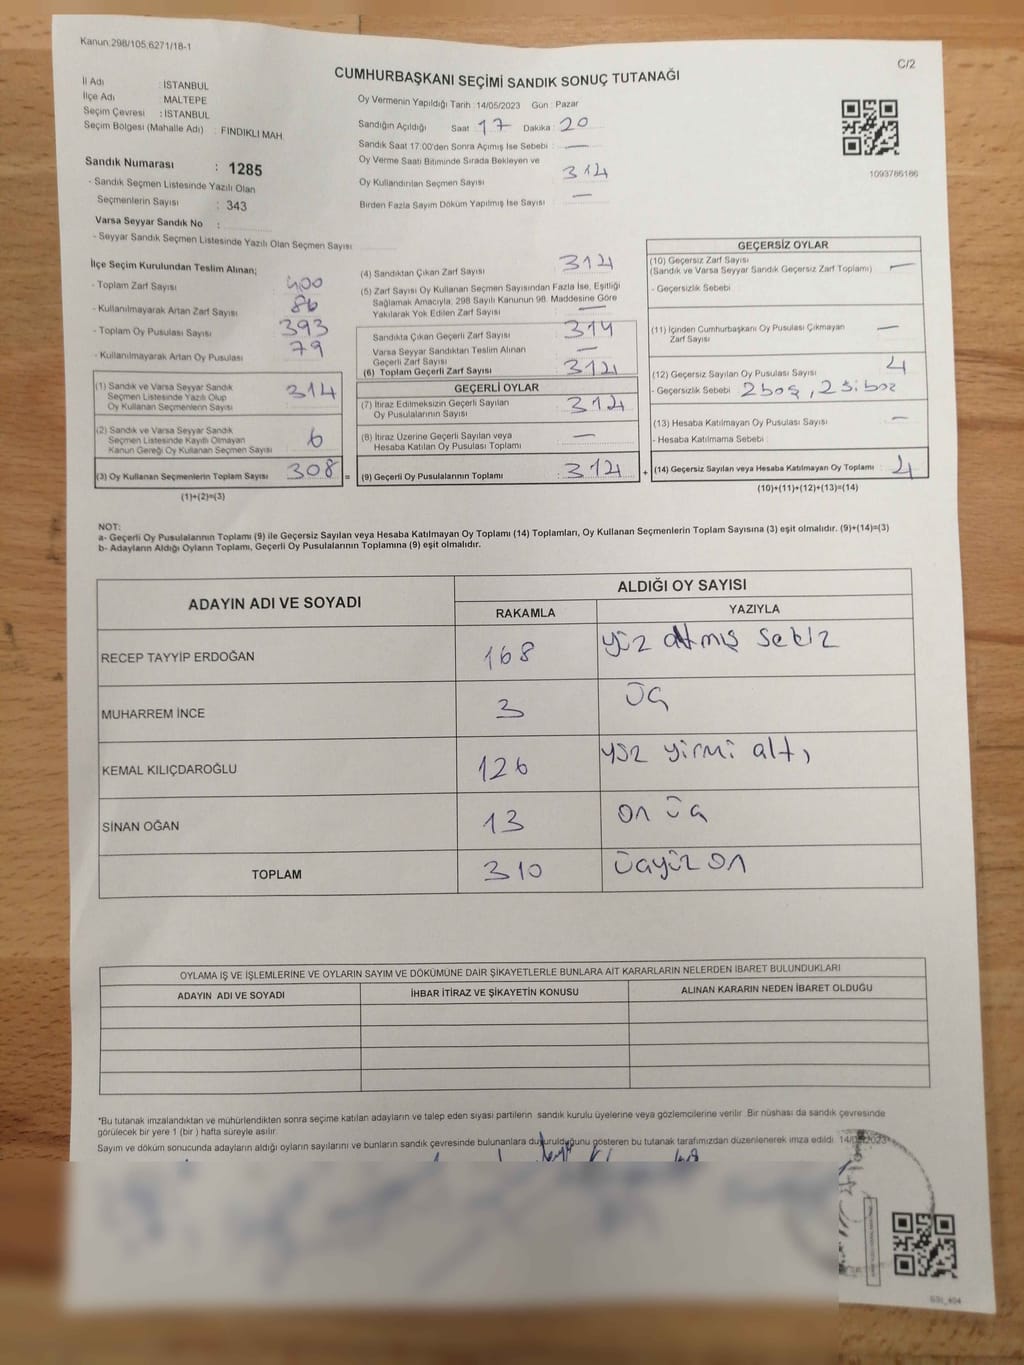 Kanun:298/105,6271/18-1
C/2
CUMHURBAŞKANI SEÇİMİ SANDIK SONUÇ TUTANAĞI
İl Adı : İSTANBUL
İlçe Adı : MALTEPE
Seçim Çevresi : İSTANBUL
Seçim Bölgesi (Mahalle Adı) : FINDIKLI MAH.
Sandık Numarası : 1285
- Sandık Seçmen Listesinde Yazılı Olan
Seçmenlerin Sayısı : 343
Varsa Seyyar Sandık No :
- Seyyar Sandık Seçmen Listesinde Yazılı Olan Seçmen Sayısı
Oy Vermenin Yapıldığı Tarih : 14/05/2023 Gün : Pazar
Sandığın Açıldığı Saat : 17 Dakika : 20
Sandık Saat 17:00'den Sonra Açılmış İse Sebebi : —
Oy Verme Saati Bitiminde Sırada Bekleyen ve
Oy Kullandırılan Seçmen Sayısı 314
Birden Fazla Sayım Döküm Yapılmış İse Sayısı —
1093786186
İlçe Seçim Kurulundan Teslim Alınan;
- Toplam Zarf Sayısı 400
- Kullanılmayarak Artan Zarf Sayısı 86
- Toplam Oy Pusulası Sayısı 393
- Kullanılmayarak Artan Oy Pusulası 79
(1) Sandık ve Varsa Seyyar Sandık
Seçmen Listesinde Yazılı Olup
Oy Kullanan Seçmenlerin Sayısı 314
(2) Sandık ve Varsa Seyyar Sandık
Seçmen Listesinde Kayıtlı Olmayan
Kanun Gereği Oy Kullanan Seçmen Sayısı 6
(3) Oy Kullanan Seçmenlerin Toplam Sayısı 308 =
(1)+(2)=(3)
(4) Sandıktan Çıkan Zarf Sayısı 314
(5) Zarf Sayısı Oy Kullanan Seçmen Sayısından Fazla İse, Eşitliği
Sağlamak Amacıyla, 298 Sayılı Kanunun 98. Maddesine Göre
Yakılarak Yok Edilen Zarf Sayısı —
Sandıkta Çıkan Geçerli Zarf Sayısı 314
Varsa Seyyar Sandıktan Teslim Alınan
Geçerli Zarf Sayısı —
(6) Toplam Geçerli Zarf Sayısı 314
GEÇERLİ OYLAR
(7) İtiraz Edilmeksizin Geçerli Sayılan
Oy Pusulalarının Sayısı 314
(8) İtiraz Üzerine Geçerli Sayılan veya
Hesaba Katılan Oy Pusulası Toplamı —
(9) Geçerli Oy Pusulalarının Toplamı 314 +
GEÇERSİZ OYLAR
(10) Geçersiz Zarf Sayısı
(Sandık ve Varsa Seyyar Sandık Geçersiz Zarf Toplamı) —
- Geçersizlik Sebebi :
(11) İçinden Cumhurbaşkanı Oy Pusulası Çıkmayan
Zarf Sayısı —
(12) Geçersiz Sayılan Oy Pusulası Sayısı 4
- Geçersizlik Sebebi : 2 boş, 2
(13) Hesaba Katılmayan Oy Pusulası Sayısı —
- Hesaba Katılmama Sebebi :
(14) Geçersiz Sayılan veya Hesaba Katılmayan Oy Toplamı : 4
(10)+(11)+(12)+(13)=(14)
NOT:
a- Geçerli Oy Pusulalarının Toplamı (9) ile Geçersiz Sayılan veya Hesaba Katılmayan Oy Toplamı (14) Toplamları, Oy Kullanan Seçmenlerin Toplam Sayısına (3) eşit olmalıdır. (9)+(14)=(3)
b- Adayların Aldığı Oyların Toplamı, Geçerli Oy Pusulalarının Toplamına (9) eşit olmalıdır.
ADAYIN ADI VE SOYADI ALDIĞI OY SAYISI
RAKAMLA YAZIYLA
RECEP TAYYİP ERDOĞAN 168 yüz atmış sekiz
MUHARREM İNCE 3 üç
KEMAL KILIÇDAROĞLU 126 yüz yirmi altı
SİNAN OĞAN 13 on üç
TOPLAM 310 üçyüz on
OYLAMA İŞ VE İŞLEMLERİNE VE OYLARIN SAYIM VE DÖKÜMÜNE DAİR ŞİKAYETLERLE BUNLARA AİT KARARLARIN NELERDEN İBARET BULUNDUKLARI
ADAYIN ADI VE SOYADI İHBAR İTİRAZ VE ŞİKAYETİN KONUSU ALINAN KARARIN NEDEN İBARET OLDUĞU
*Bu tutanak imzalandıktan ve mühürlendikten sonra seçime katılan adayların ve talep eden siyasi partilerin sandık kurulu üyelerine veya gözlemcilerine verilir. Bir nüshası da sandık çevresinde
görülecek bir yere 1 (bir ) hafta süreyle asılır.
Sayım ve döküm sonucunda adayların aldığı oyların sayılarını ve bunların sandık çevresinde bulunanlara duyurulduğunu gösteren bu tutanak tarafımızdan düzenlenerek imza edildi. 14/05/2023